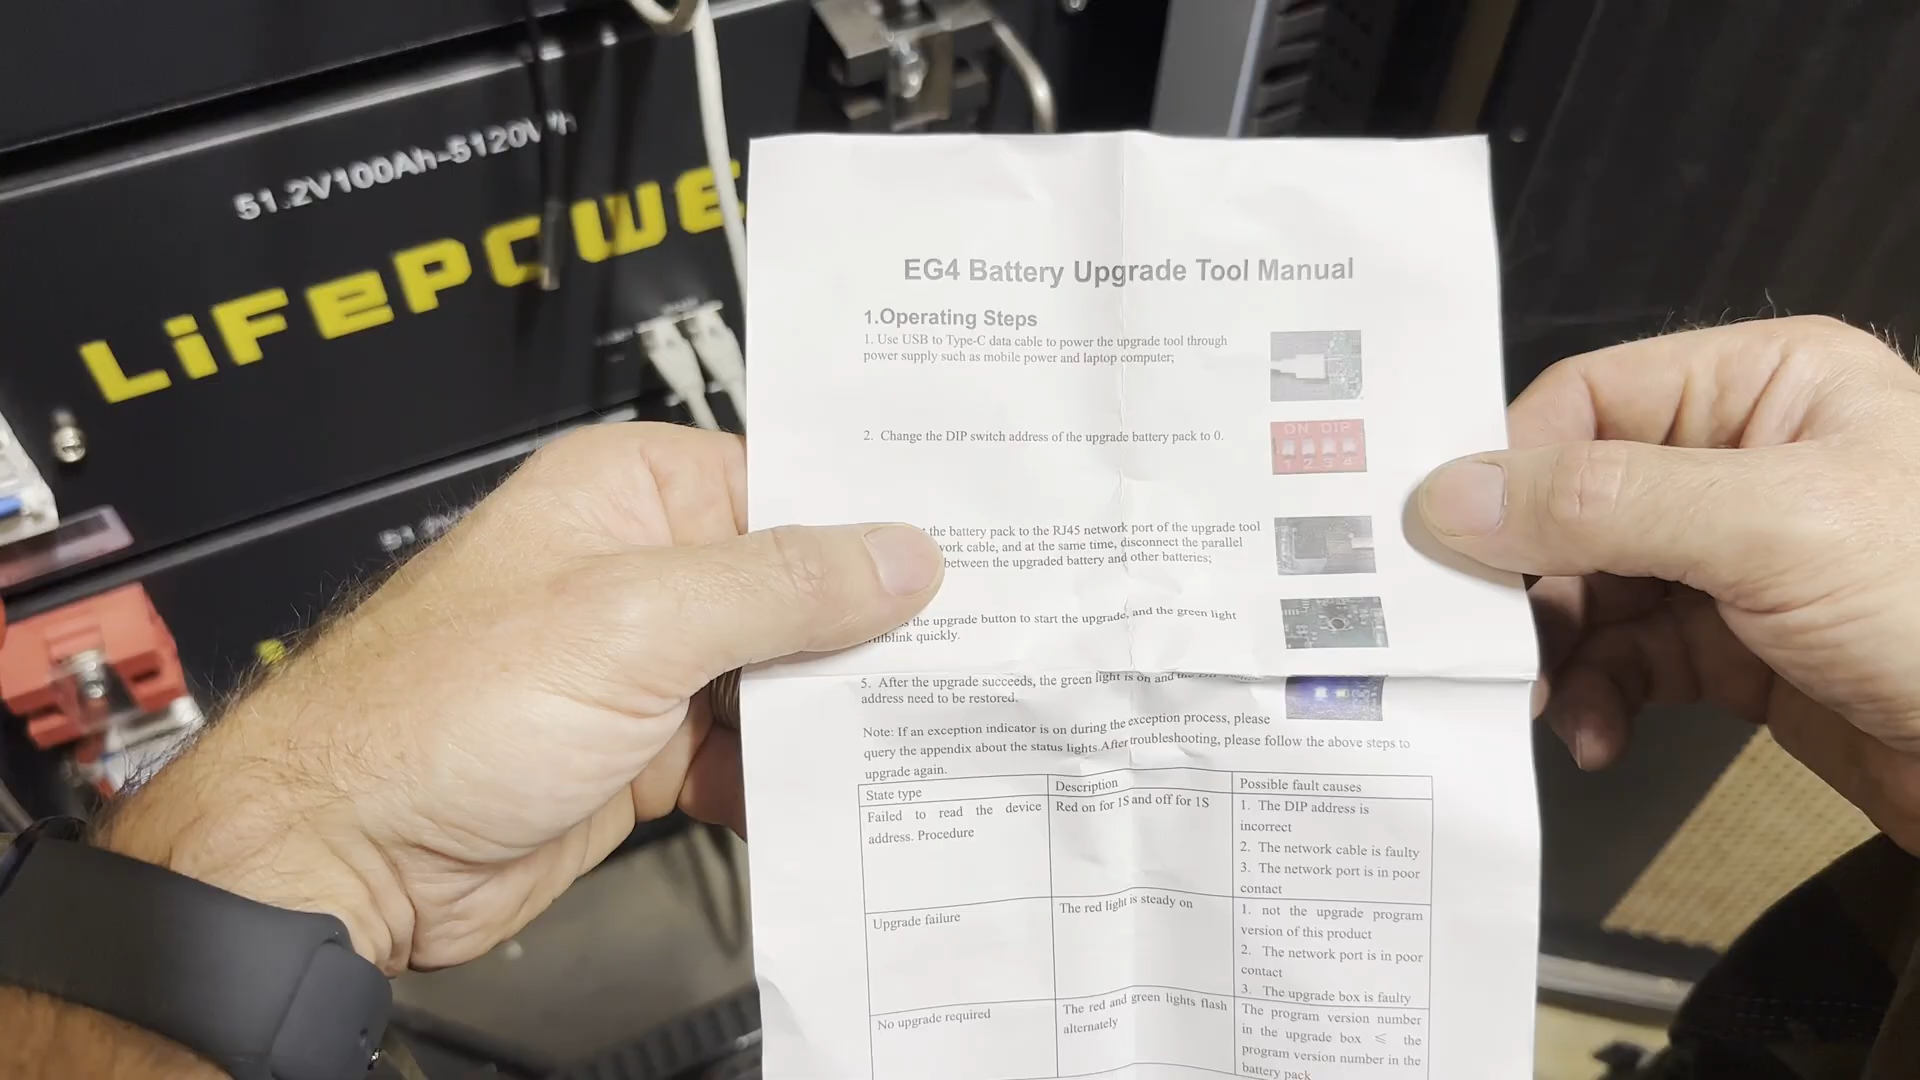 51.2V100Ah-5120W
LiFePOWE
EG4 Battery Upgrade Tool Manual
1.Operating Steps
1. Use USB to Type-C data cable to power the upgrade tool through
power supply such as mobile power and laptop computer;
2. Change the DIP switch address of the upgrade battery pack to 0.
ON DIP
1 2 3 4
the battery pack to the RJ45 network port of the upgrade tool
work cable, and at the same time, disconnect the parallel
between the upgraded battery and other batteries;
the upgrade button to start the upgrade, and the green light
blink quickly.
5. After the upgrade succeeds, the green light is on and the
address need to be restored.
Note: If an exception indicator is on during the exception process, please
query the appendix about the status lights.After troubleshooting, please follow the above steps to
upgrade again.
State type
Description
Possible fault causes
Failed to read the device
address. Procedure
Red on for 1S and off for 1S
1. The DIP address is
incorrect
2. The network cable is faulty
3. The network port is in poor
contact
Upgrade failure
The red light is steady on
1. not the upgrade program
version of this product
2. The network port is in poor
contact
3. The upgrade box is faulty
No upgrade required
The red and green lights flash
alternately
The program version number
in the upgrade box ≤ the
program version number in the
battery pack